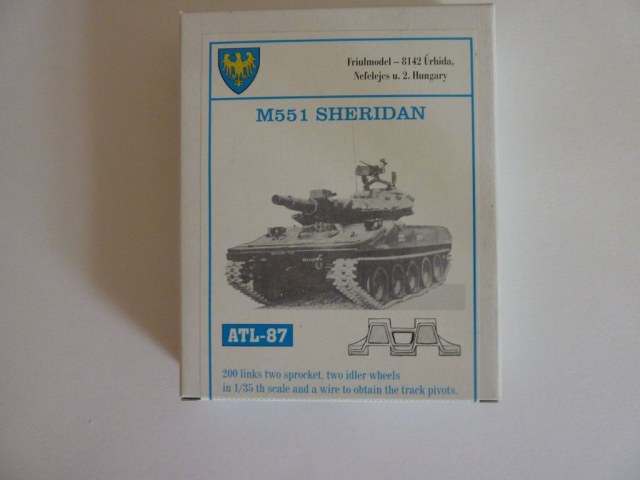 Friulmodel – 8142 Úrhida,
Nefelejcs u. 2. Hungary
M551 SHERIDAN
ATL-87
200 links two sprocket, two idler wheels
in 1/35 th scale and a wire to obtain the track pivots.